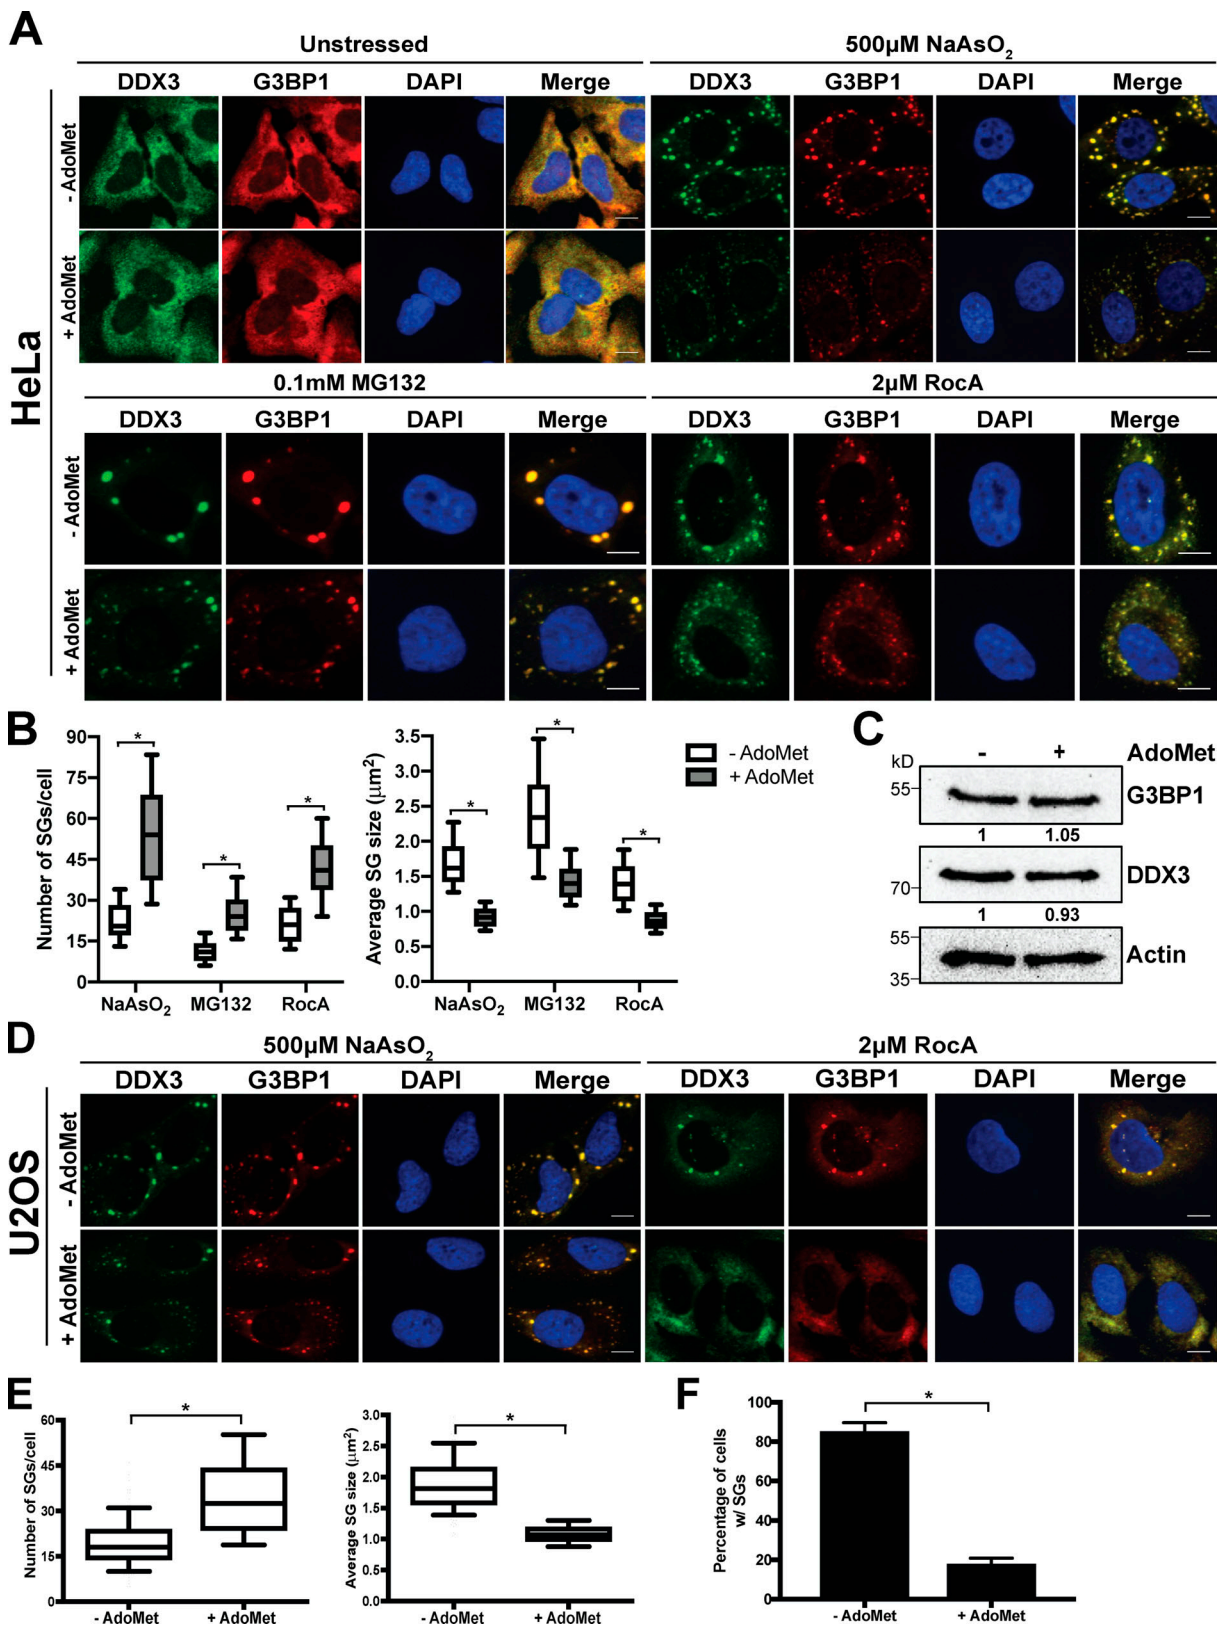 A
Unstressed
500µM NaAsO2
DDX3 G3BP1 DAPI Merge DDX3 G3BP1 DAPI Merge
- AdoMet
+ AdoMet
HeLa
0.1mM MG132
2µM RocA
DDX3 G3BP1 DAPI Merge DDX3 G3BP1 DAPI Merge
- AdoMet
+ AdoMet
B
Number of SGs/cell
90
75
60
45
30
15
0
* * *
NaAsO2 MG132 RocA
Average SG size (µm2)
3.5
3.0
2.5
2.0
1.5
1.0
0.5
0.0
* * *
NaAsO2 MG132 RocA
- AdoMet
+ AdoMet
C
kD - + AdoMet
55
G3BP1
1 1.05
70
DDX3
1 0.93
55
35
Actin
D
500µM NaAsO2
2µM RocA
DDX3 G3BP1 DAPI Merge DDX3 G3BP1 DAPI Merge
- AdoMet
+ AdoMet
U2OS
E
Number of SGs/cell
60
45
30
15
0
*
- AdoMet + AdoMet
Average SG size (µm2)
3.0
2.5
2.0
1.5
1.0
0.5
0.0
*
- AdoMet + AdoMet
F
Percentage of cells
w/ SGs
100
80
60
40
20
0
*
- AdoMet + AdoMet